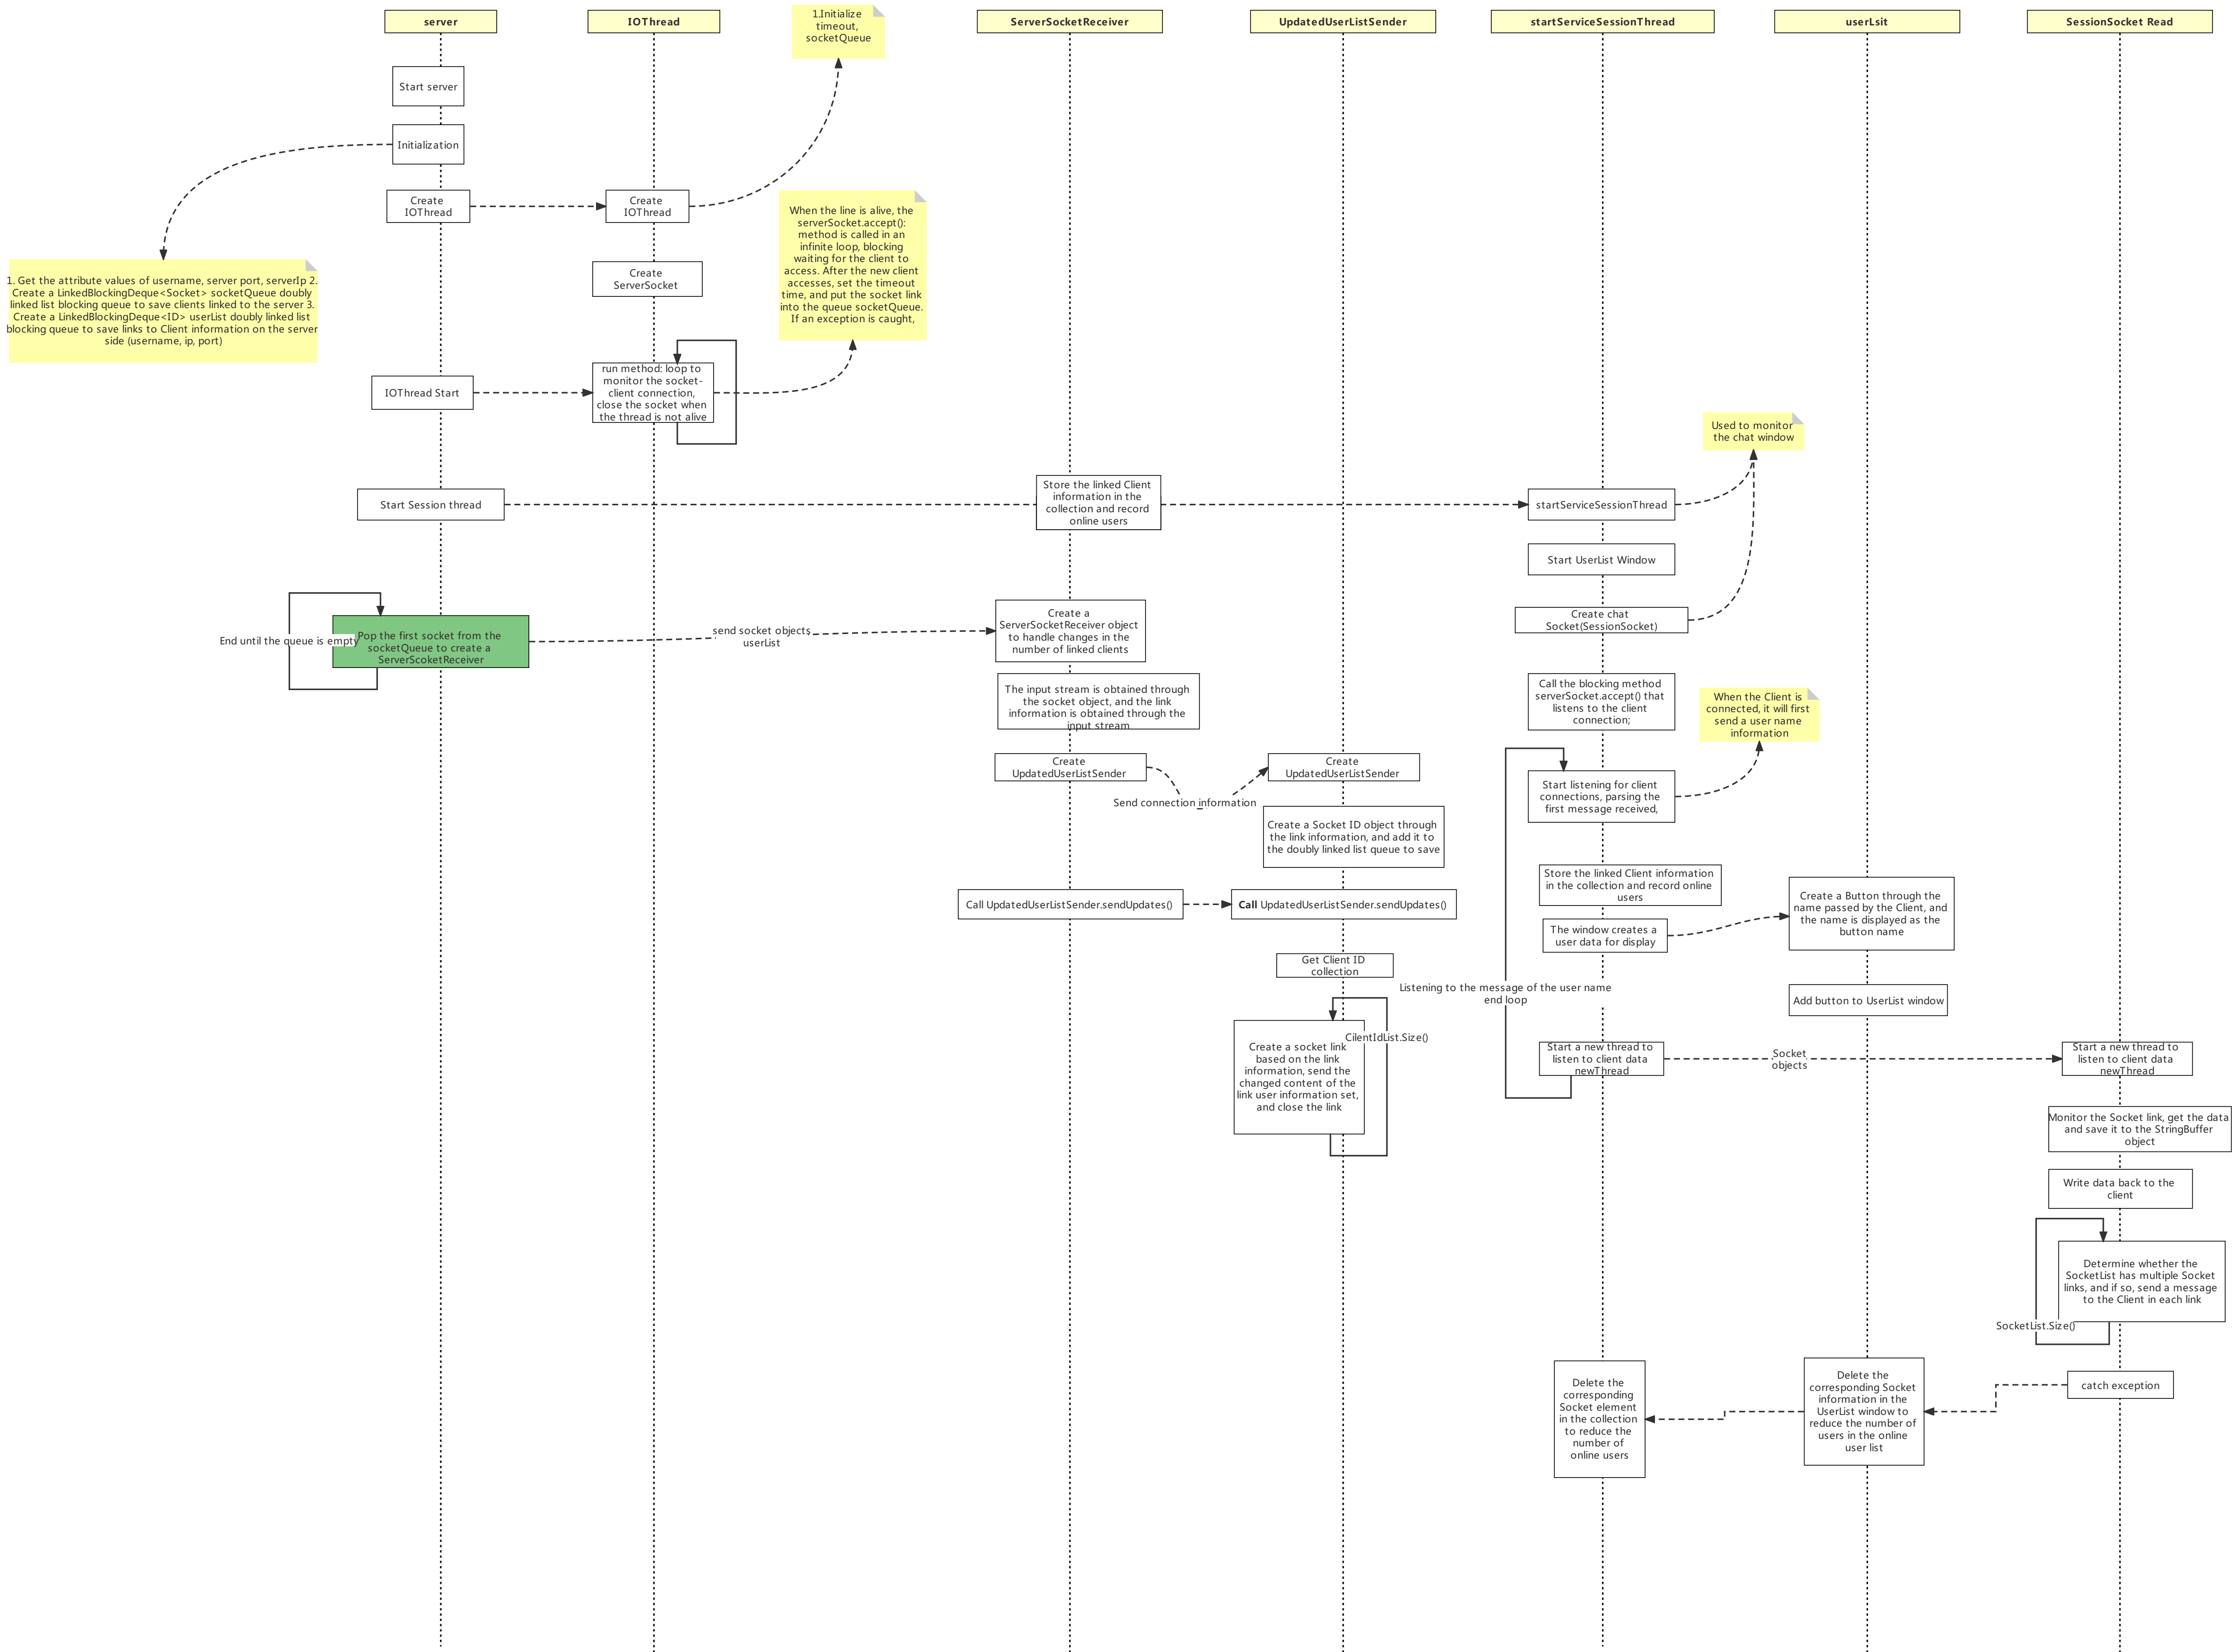 server
IOThread
1.Initialize
timeout,
socketQueue
ServerSocketReceiver
UpdatedUserListSender
startServiceSessionThread
userLsit
SessionSocket Read
Start server
Initialization
Create
IOThread
Create
IOThread
When the line is alive, the
serverSocket.accept():
method is called in an
infinite loop, blocking
waiting for the client to
access. After the new client
accesses, set the timeout
time, and put the socket link
into the queue socketQueue.
If an exception is caught,
1. Get the attribute values of username, server port, serverIp 2.
Create a LinkedBlockingDeque<Socket> socketQueue doubly
linked list blocking queue to save clients linked to the server 3.
Create a LinkedBlockingDeque<ID> userList doubly linked list
blocking queue to save links to Client information on the server
side (username, ip, port)
Create
ServerSocket
IOThread Start
run method: loop to
monitor the socket-
client connection,
close the socket when
the thread is not alive
Used to monitor
the chat window
Start Session thread
Store the linked Client
information in the
collection and record
online users
startServiceSessionThread
Start UserList Window
End until the queue is empty
Pop the first socket from the
socketQueue to create a
ServerScoketReceiver
send socket objects
userList
Create a
ServerSocketReceiver object
to handle changes in the
number of linked clients
Create chat
Socket(SessionSocket)
The input stream is obtained through
the socket object, and the link
information is obtained through the
input stream
Call the blocking method
serverSocket.accept() that
listens to the client
connection;
When the Client is
connected, it will first
send a user name
information
Create
UpdatedUserListSender
Send connection information
Create
UpdatedUserListSender
Start listening for client
connections, parsing the
first message received,
Create a Socket ID object through
the link information, and add it to
the doubly linked list queue to save
Call UpdatedUserListSender.sendUpdates()
Call UpdatedUserListSender.sendUpdates()
Store the linked Client information
in the collection and record online
users
The window creates a
user data for display
Create a Button through the
name passed by the Client, and
the name is displayed as the
button name
Get Client ID
collection
Listening to the message of the user name
end loop
Add button to UserList window
CilentIdList.Size()
Create a socket link
based on the link
information, send the
changed content of the
link user information set,
and close the link
Start a new thread to
listen to client data
newThread
Socket
objects
Start a new thread to
listen to client data
newThread
Monitor the Socket link, get the data
and save it to the StringBuffer
object
Write data back to the
client
Determine whether the
SocketList has multiple Socket
links, and if so, send a message
to the Client in each link
SocketList.Size()
catch exception
Delete the
corresponding Socket
information in the
UserList window to
reduce the number of
users in the online
user list
Delete the
corresponding
Socket element
in the collection
to reduce the
number of
online users